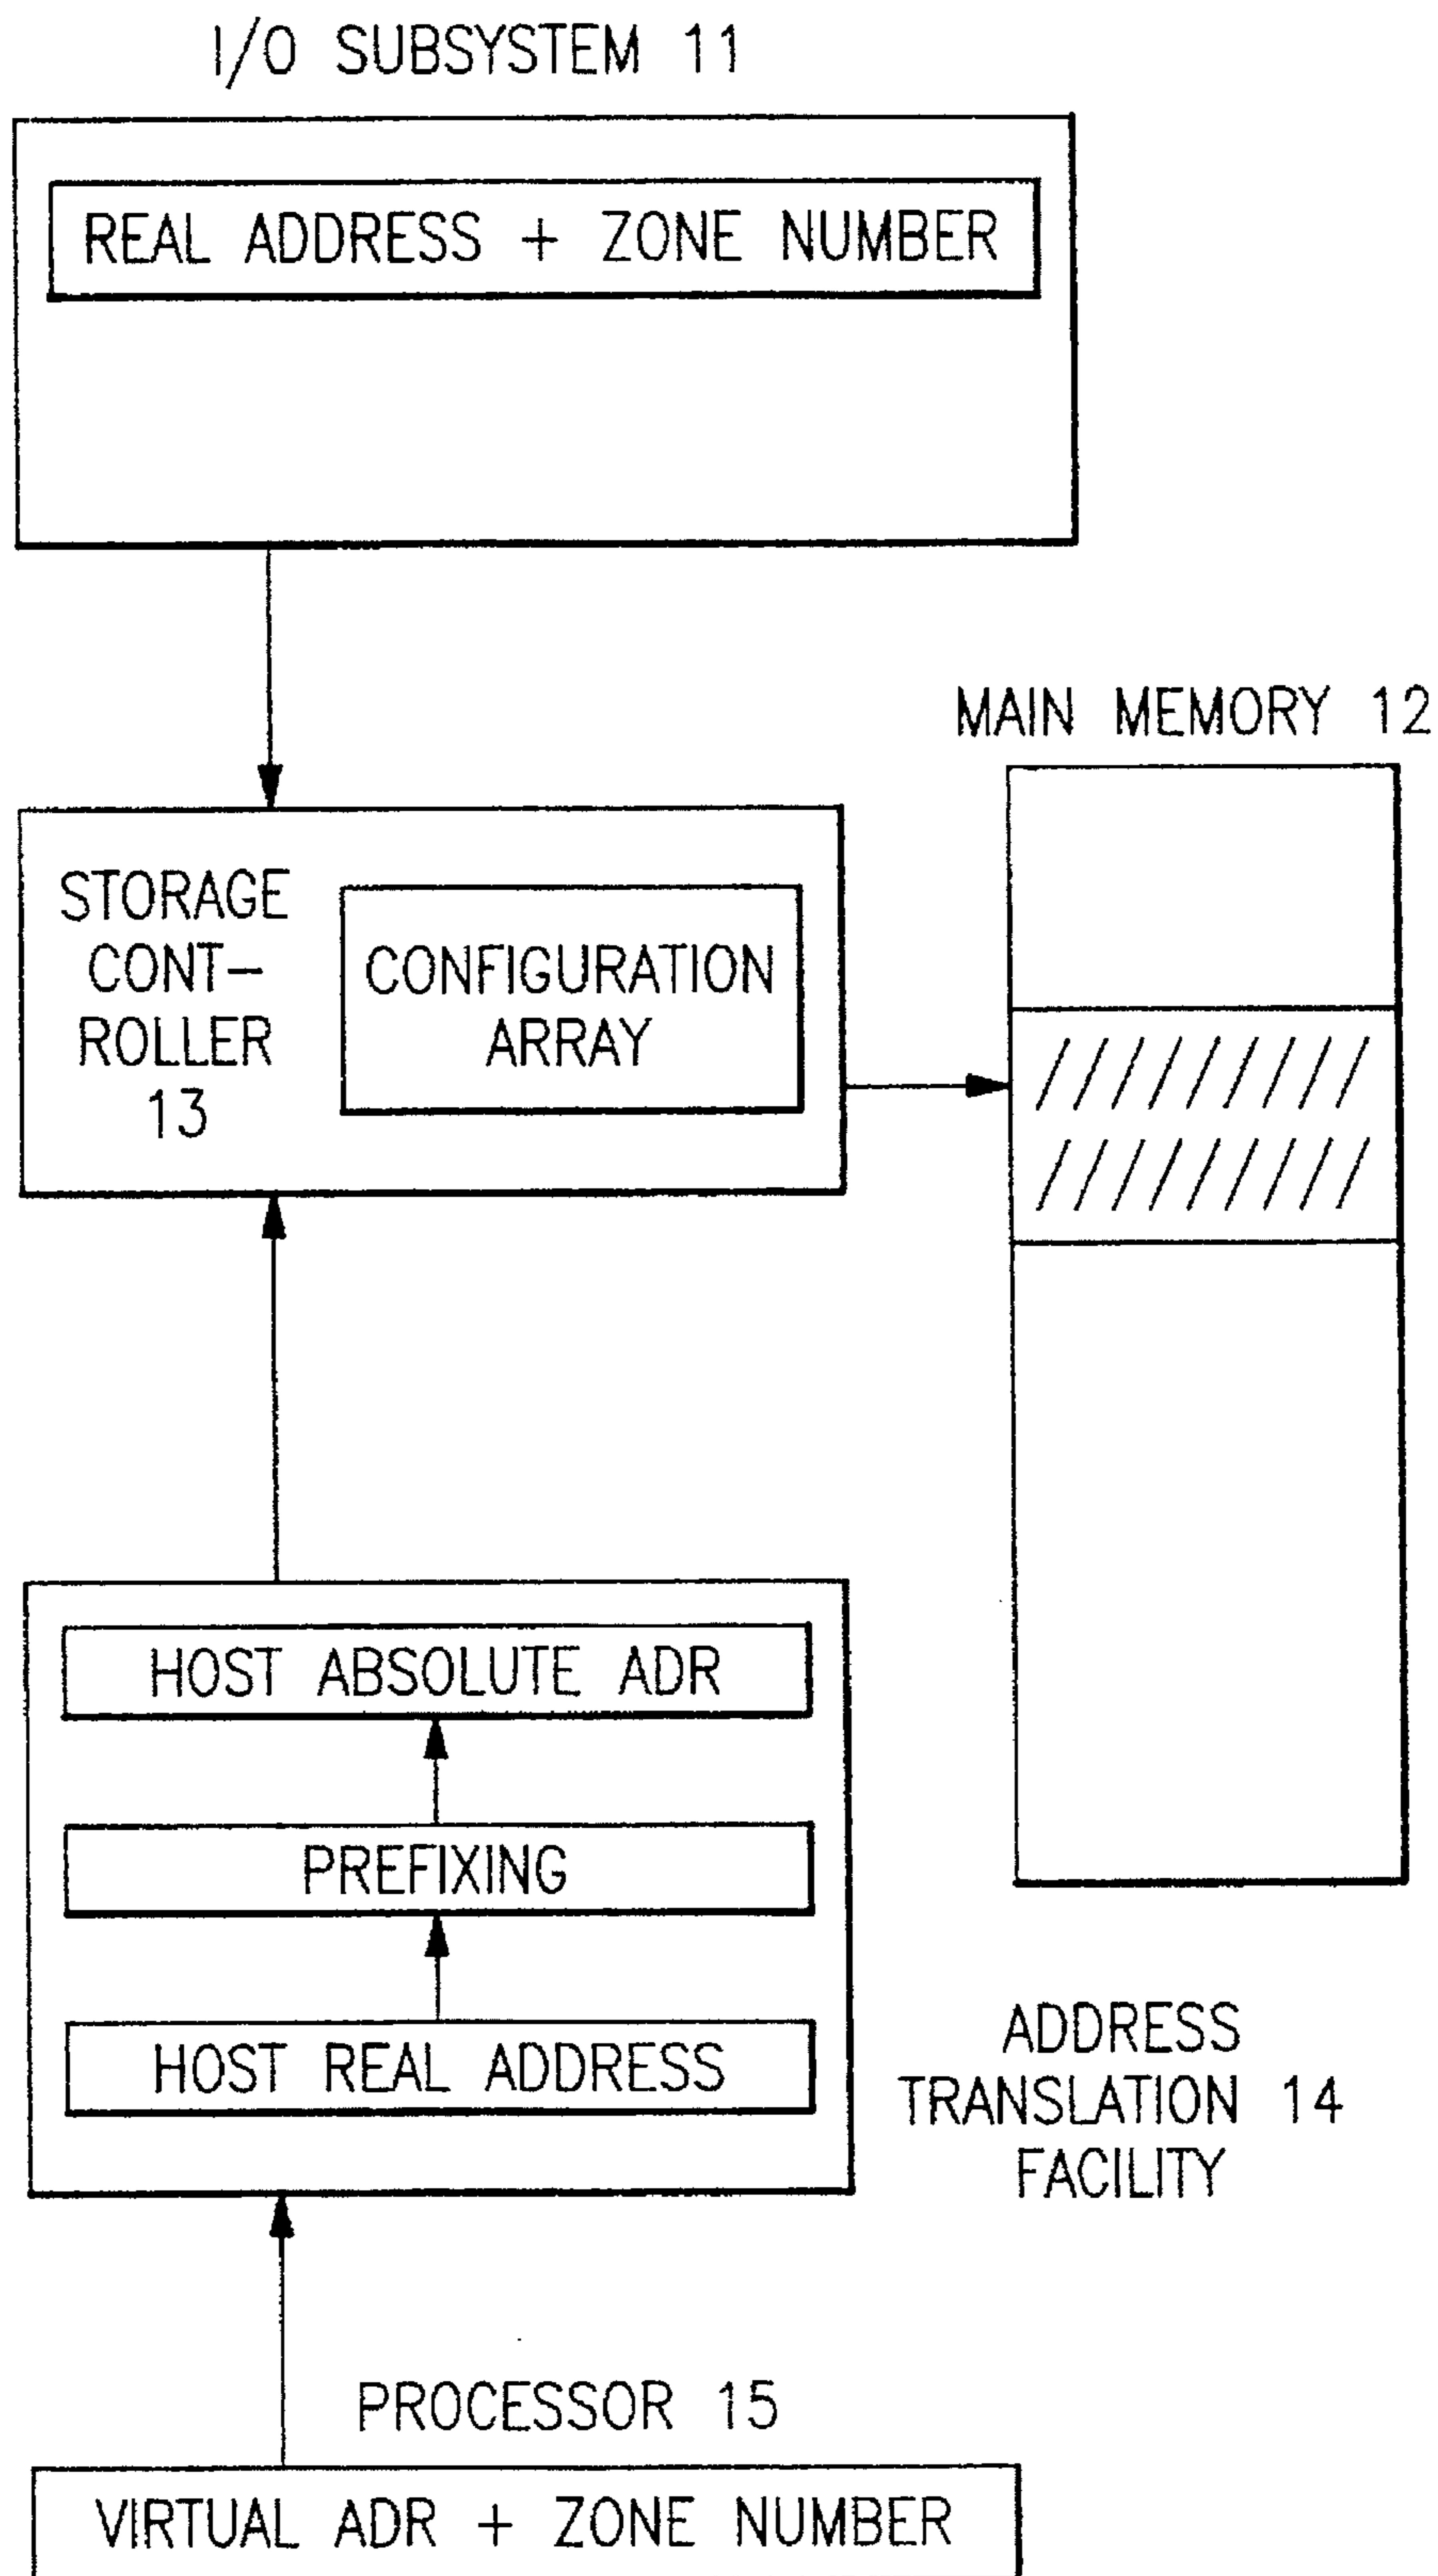 I/O SUBSYSTEM 11
REAL ADDRESS + ZONE NUMBER
MAIN MEMORY 12
STORAGE
CONT-
ROLLER
13
CONFIGURATION
ARRAY
HOST ABSOLUTE ADR
PREFIXING
HOST REAL ADDRESS
ADDRESS
TRANSLATION 14
FACILITY
PROCESSOR 15
VIRTUAL ADR + ZONE NUMBER